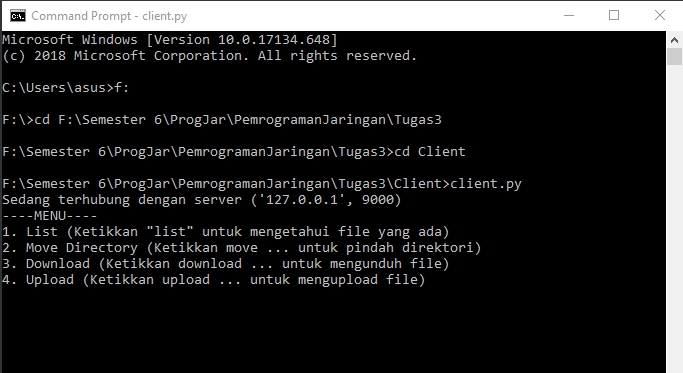 Command Prompt - client.py
Microsoft Windows [Version 10.0.17134.648]
(c) 2018 Microsoft Corporation. All rights reserved.
C:\Users\asus>f:
F:\>cd F:\Semester 6\ProgJar\PemrogramanJaringan\Tugas3
F:\Semester 6\ProgJar\PemrogramanJaringan\Tugas3>cd Client
F:\Semester 6\ProgJar\PemrogramanJaringan\Tugas3\Client>client.py
Sedang terhubung dengan server ('127.0.0.1', 9000)
----MENU----
1. List (Ketikkan "list" untuk mengetahui file yang ada)
2. Move Directory (Ketikkan move ... untuk pindah direktori)
3. Download (Ketikkan download ... untuk mengunduh file)
4. Upload (Ketikkan upload ... untuk mengupload file)